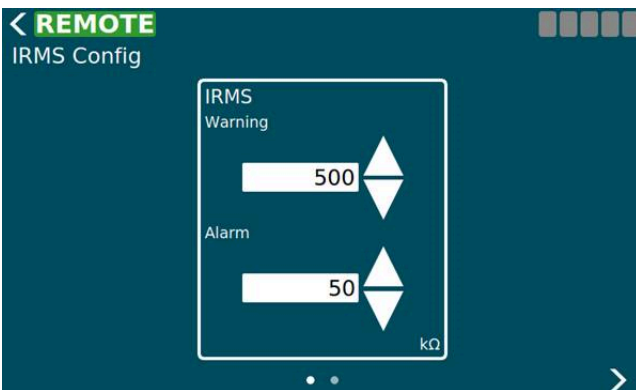 REMOTE
IRMS Config
IRMS
Warning
500
Alarm
50
kΩ